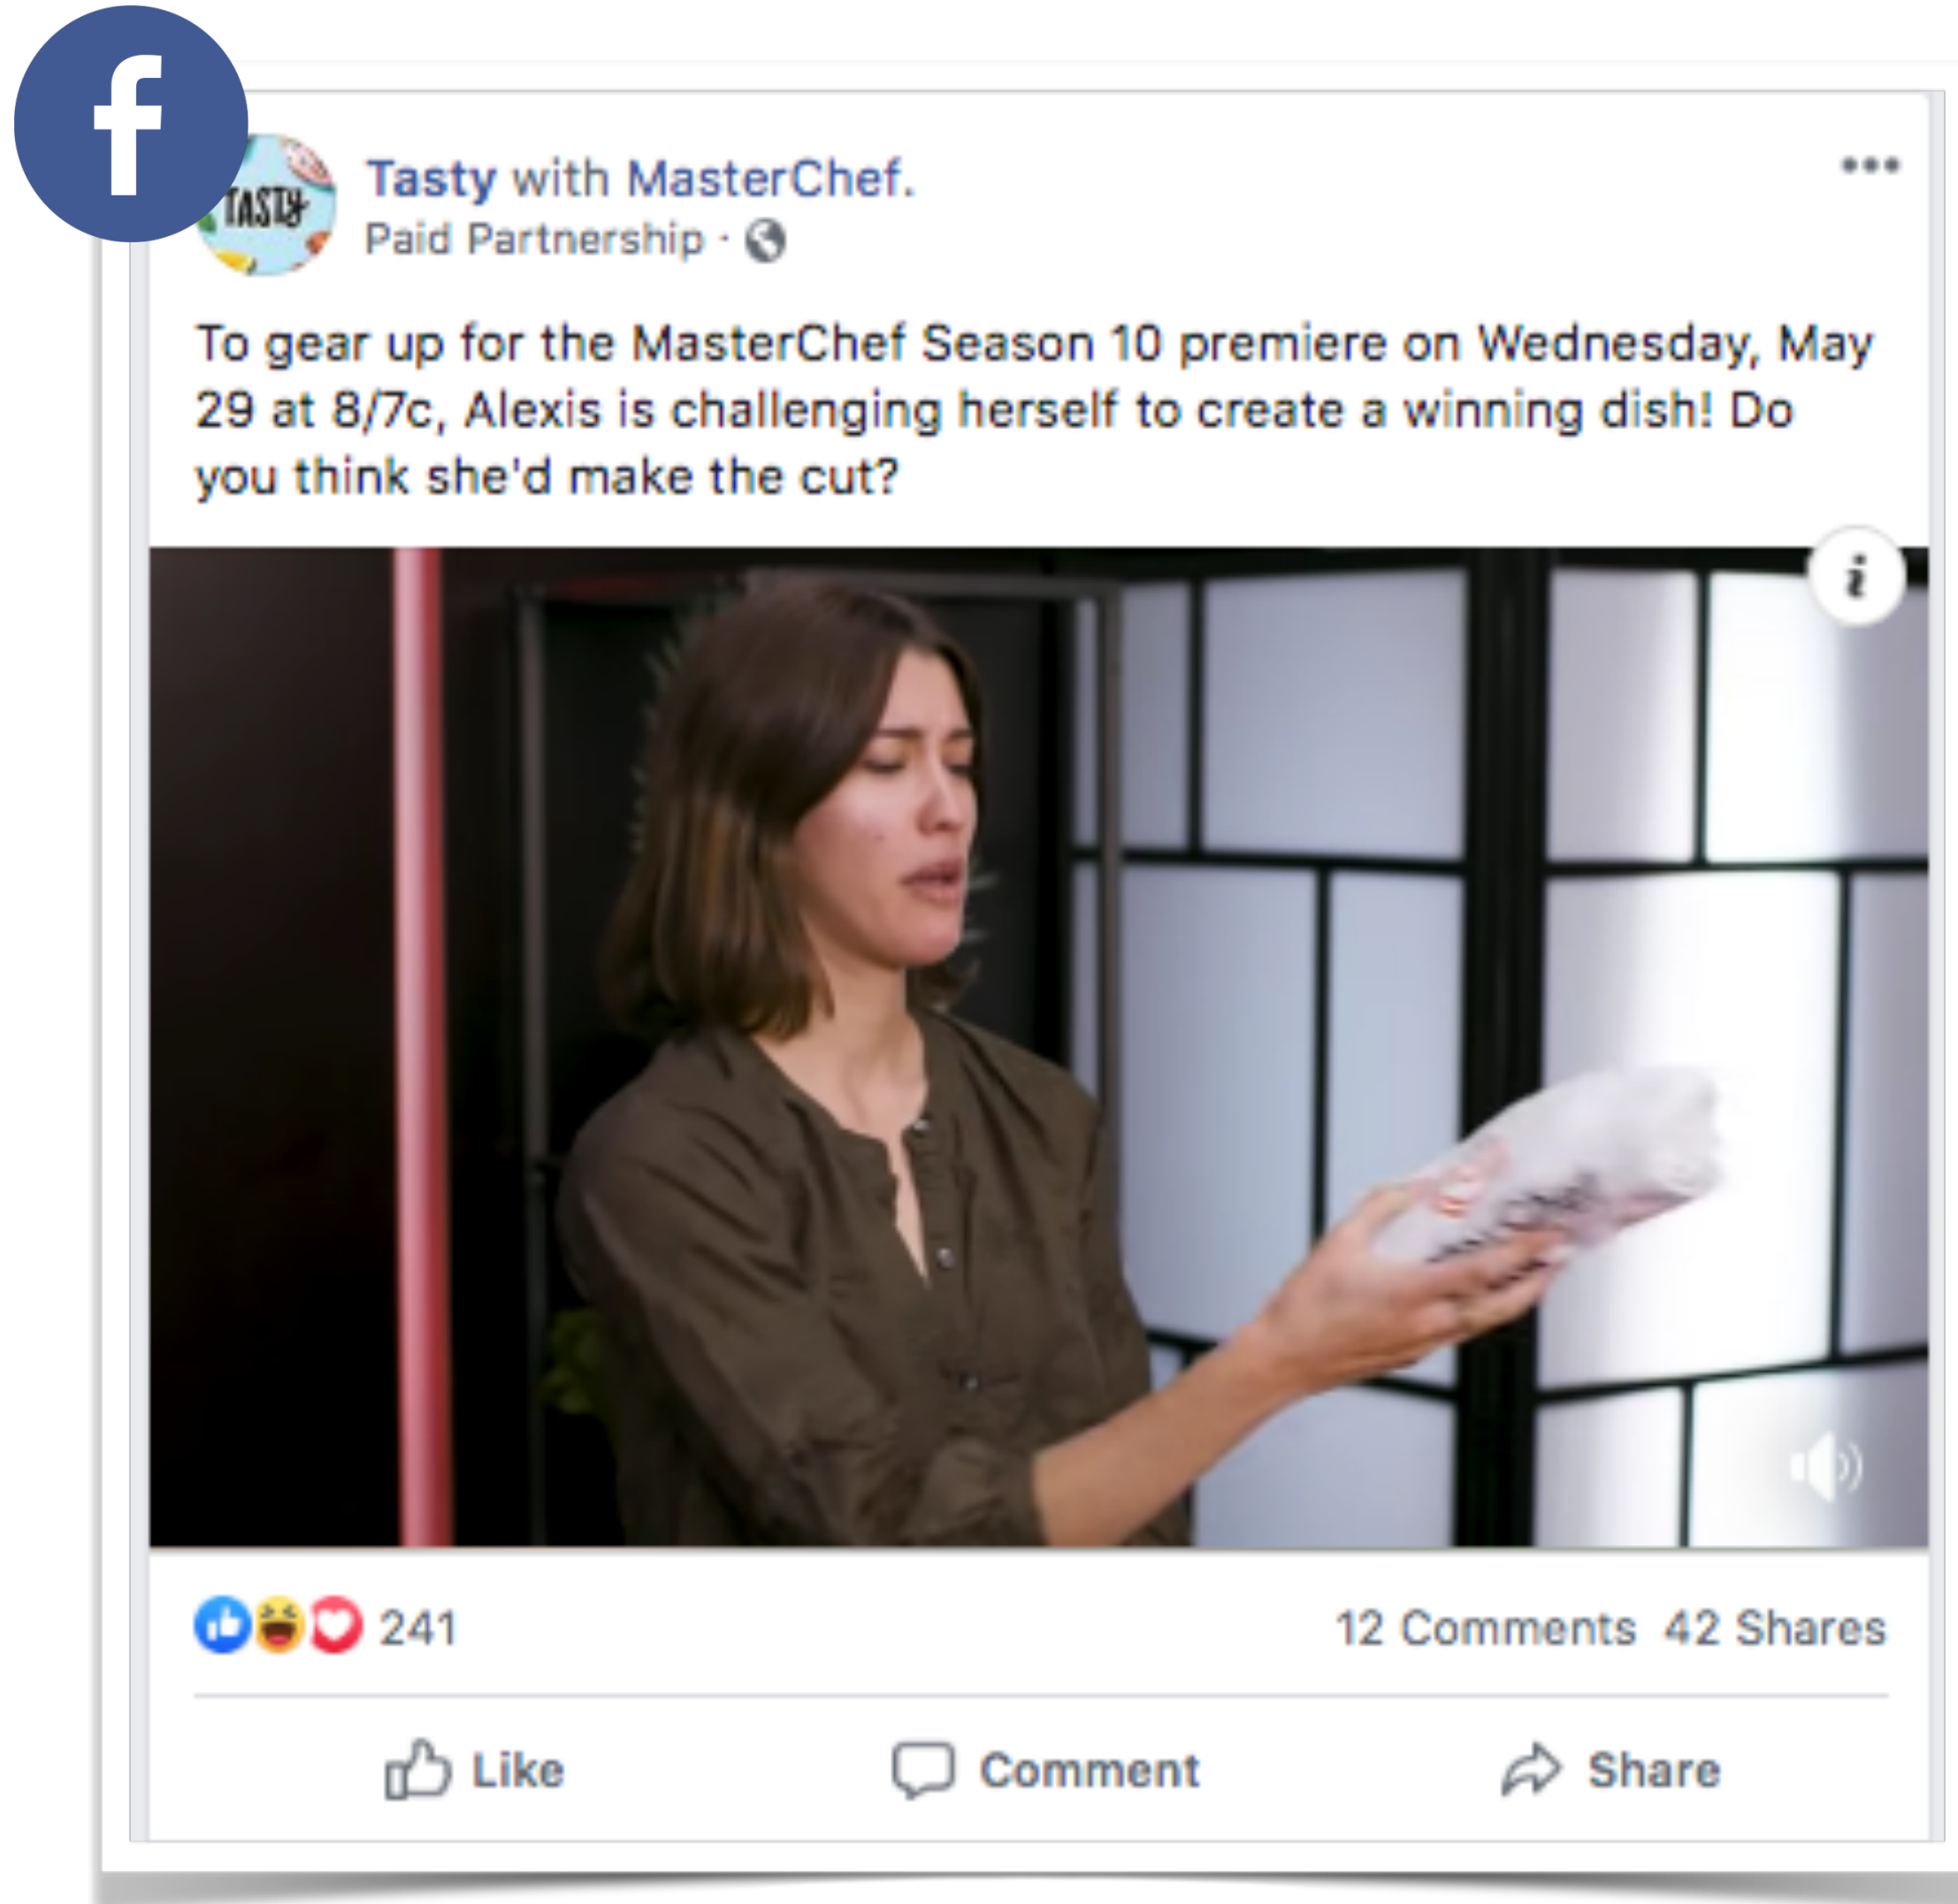 f
TASTY
Tasty with MasterChef.
Paid Partnership ·
To gear up for the MasterChef Season 10 premiere on Wednesday, May
29 at 8/7c, Alexis is challenging herself to create a winning dish! Do
you think she'd make the cut?
i
241
12 Comments 42 Shares
Like
Comment
Share